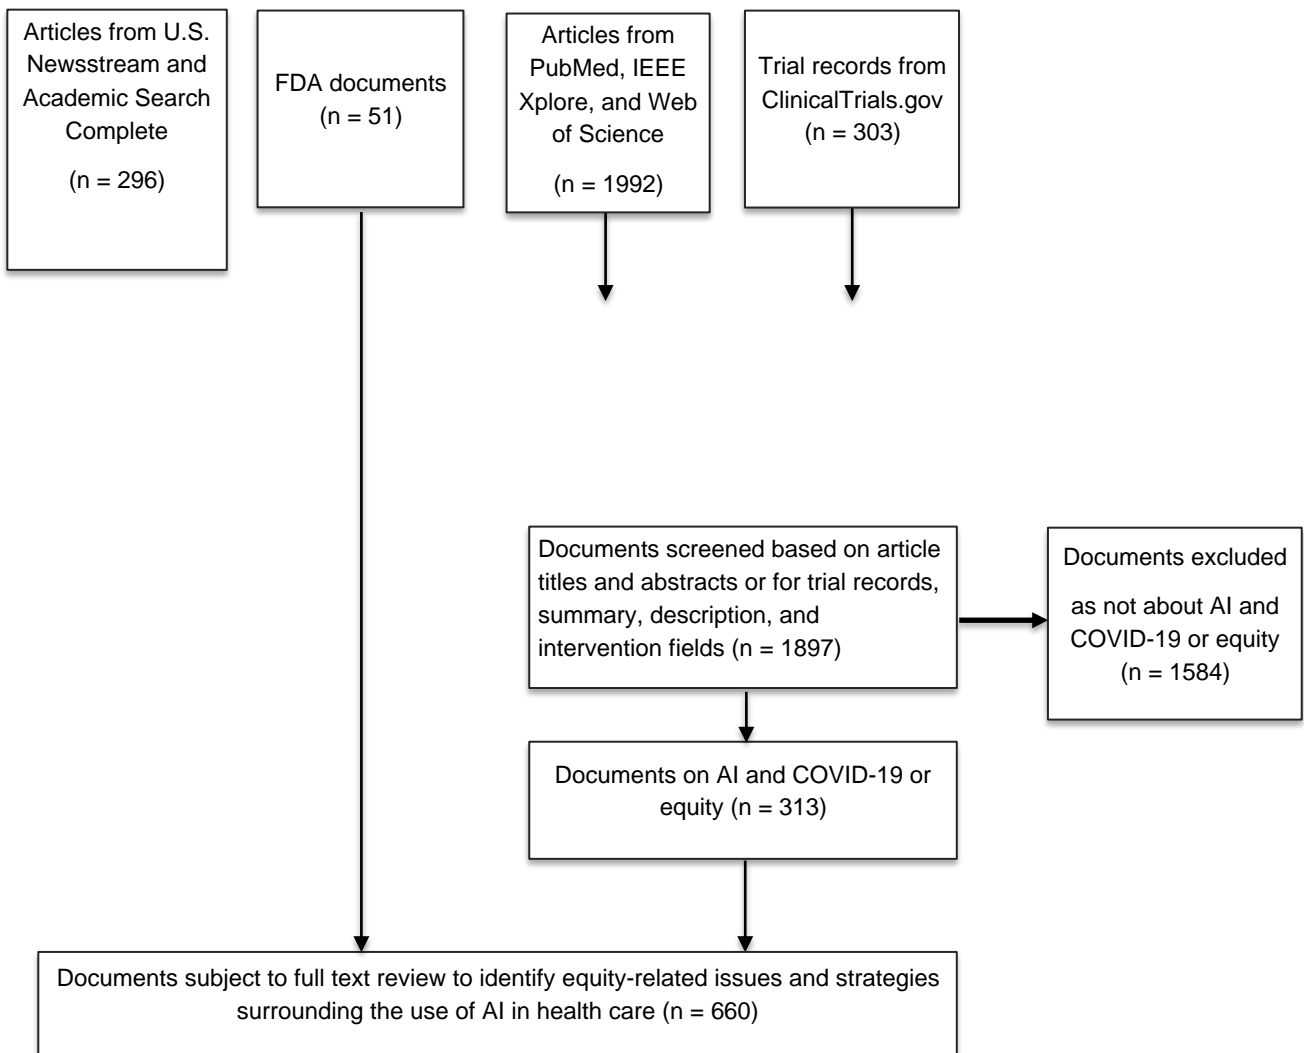 Articles from U.S.
Newsstream and
Academic Search
Complete
(n = 296)
FDA documents
(n = 51)
Articles from
PubMed, IEEE
Xplore, and Web
of Science
(n = 1992)
Trial records from
ClinicalTrials.gov
(n = 303)
Documents screened based on article
titles and abstracts or for trial records,
summary, description, and
intervention fields (n = 1897)
Documents excluded
as not about AI and
COVID-19 or equity
(n = 1584)
Documents on AI and COVID-19 or
equity (n = 313)
Documents subject to full text review to identify equity-related issues and strategies
surrounding the use of AI in health care (n = 660)